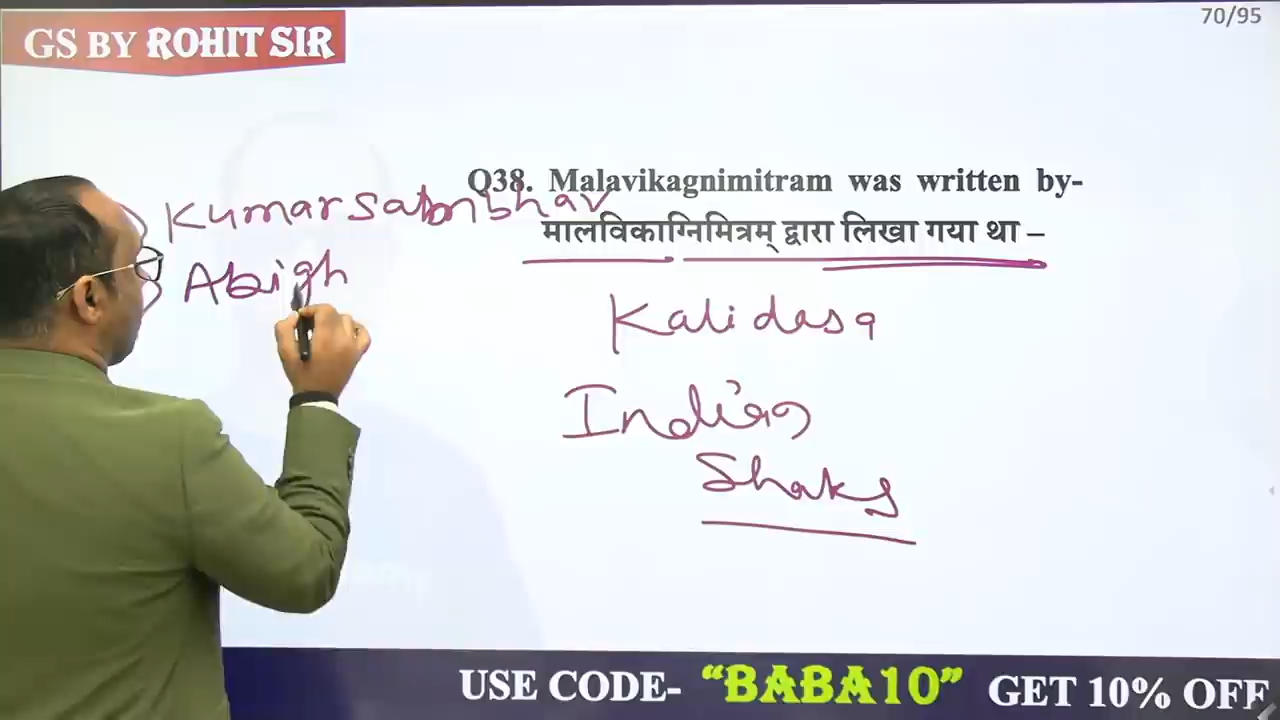 GS BY ROHIT SIR
70/95
Q38. Malavikagnimitram was written by-
मालविकाग्निमित्रम् द्वारा लिखा गया था –
Kumarsambhav
Abigh
Kalidasa
Indian
Shaks
USE CODE- “BABA10” GET 10% OFF